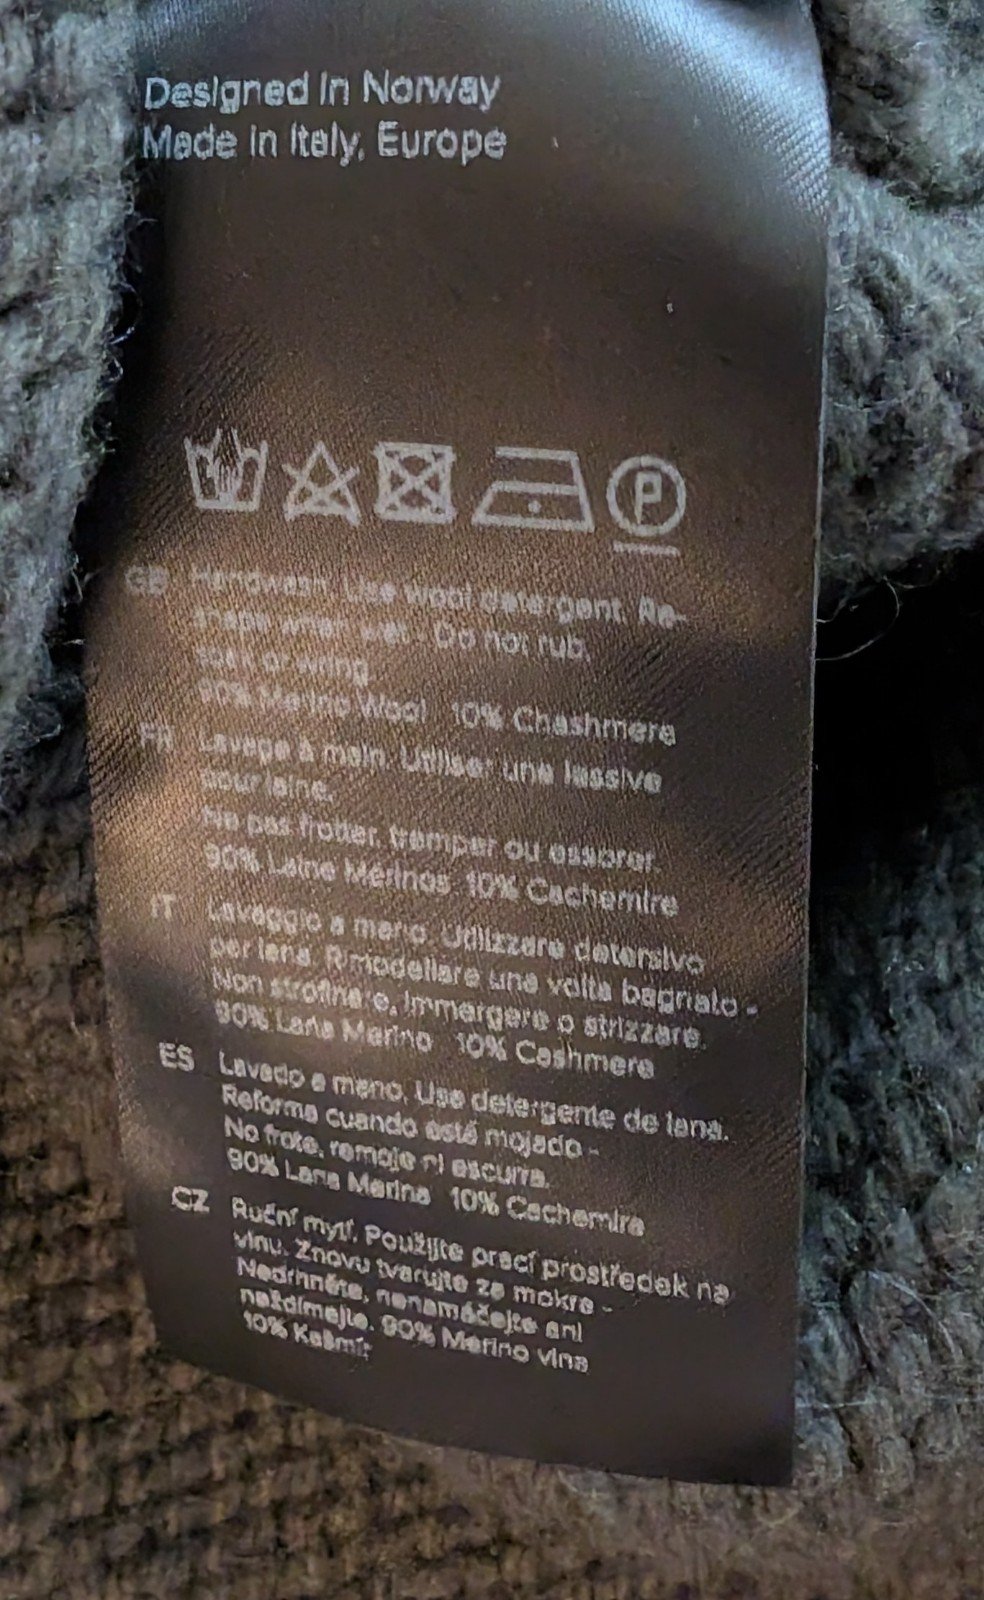 Designed in Norway
Made in Italy, Europe
P
GB Handwash. Use wool detergent. Re-
shape when wet - Do not rub,
soak or wring.
90% Merino Wool 10% Chashmere
FR Lavage à main. Utiliser une lessive
pour laine.
Ne pas frotter, tremper ou essorer.
90% Laine Merinos 10% Cachemire
IT Lavaggio a mano. Utilizzare detersivo
per lana. Rimodellare una volta bagnato -
Non strofinare, immergere o strizzare.
90% Lana Merino 10% Cashmere
ES Lavado a mano. Use detergente de lana.
Reforma cuando esté mojado -
No frote, remoje ni escurra.
90% Lana Merina 10% Cachemira
CZ Ruční mytí. Použijte prací prostředek na
vlnu. Znovu tvarujte za mokra -
Nedrhněte, nenamáčejte ani
neždímejte. 90% Merino vlna
10% Kašmír